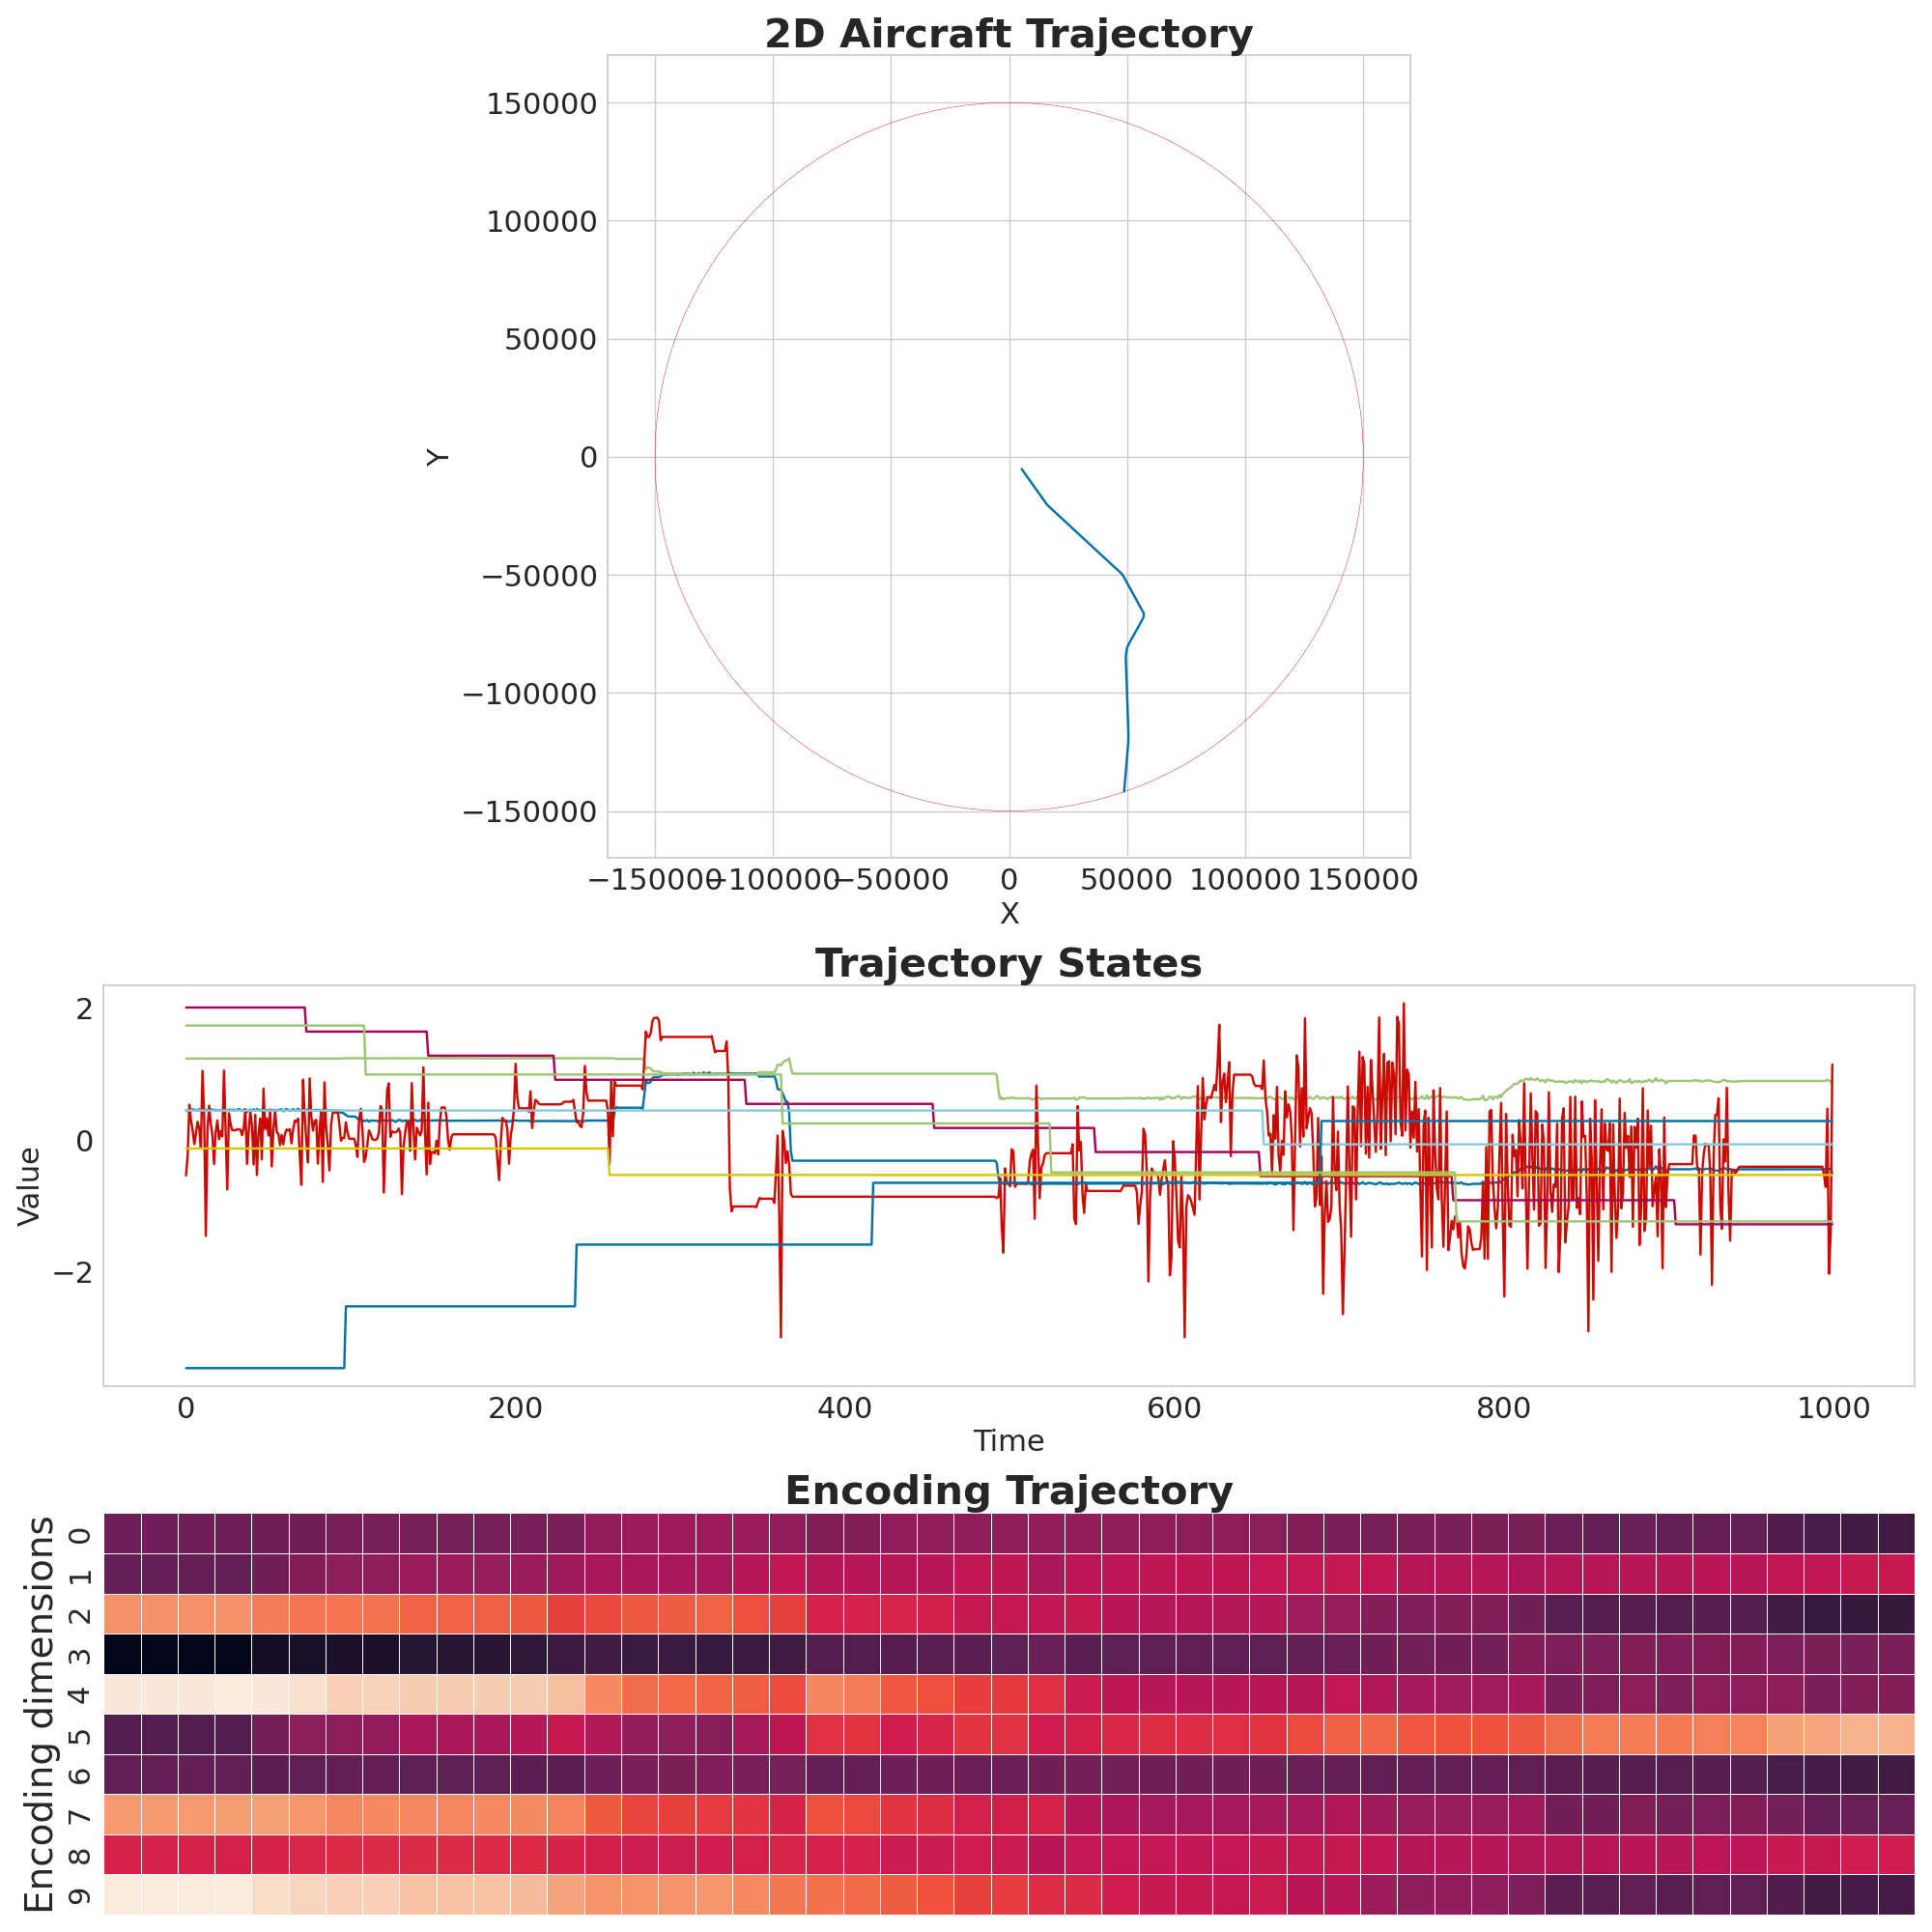 2D Aircraft Trajectory
150000
100000
50000
0
−50000
−100000
−150000
Y
−150000 −100000 −50000 0 50000 100000 150000
X
Trajectory States
2
0
−2
Value
0 200 400 600 800 1000
Time
Encoding Trajectory
Encoding dimensions
0
1
2
3
4
5
6
7
8
9